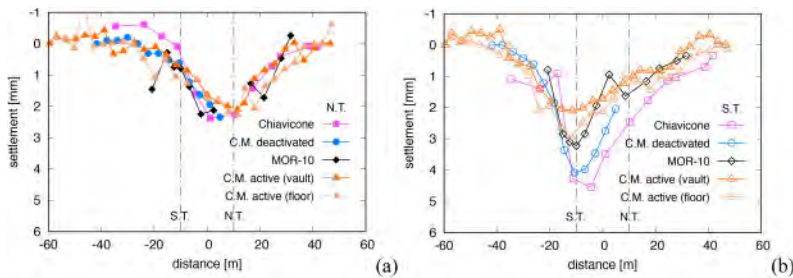 -1
0
1
2
3
4
5
6
settlement [mm]
N.T.
Chiavicone
C.M. deactivated
MOR-10
C.M. active (vault)
C.M. active (floor)
S.T.
N.T.
-60 -40 -20 0 20 40 60
distance [m]
(a)
-1
0
1
2
3
4
5
6
settlement [mm]
S.T.
Chiavicone
C.M. deactivated
MOR-10
C.M. active (vault)
C.M. active (floor)
S.T.
N.T.
-60 -40 -20 0 20 40 60
distance [m]
(b)